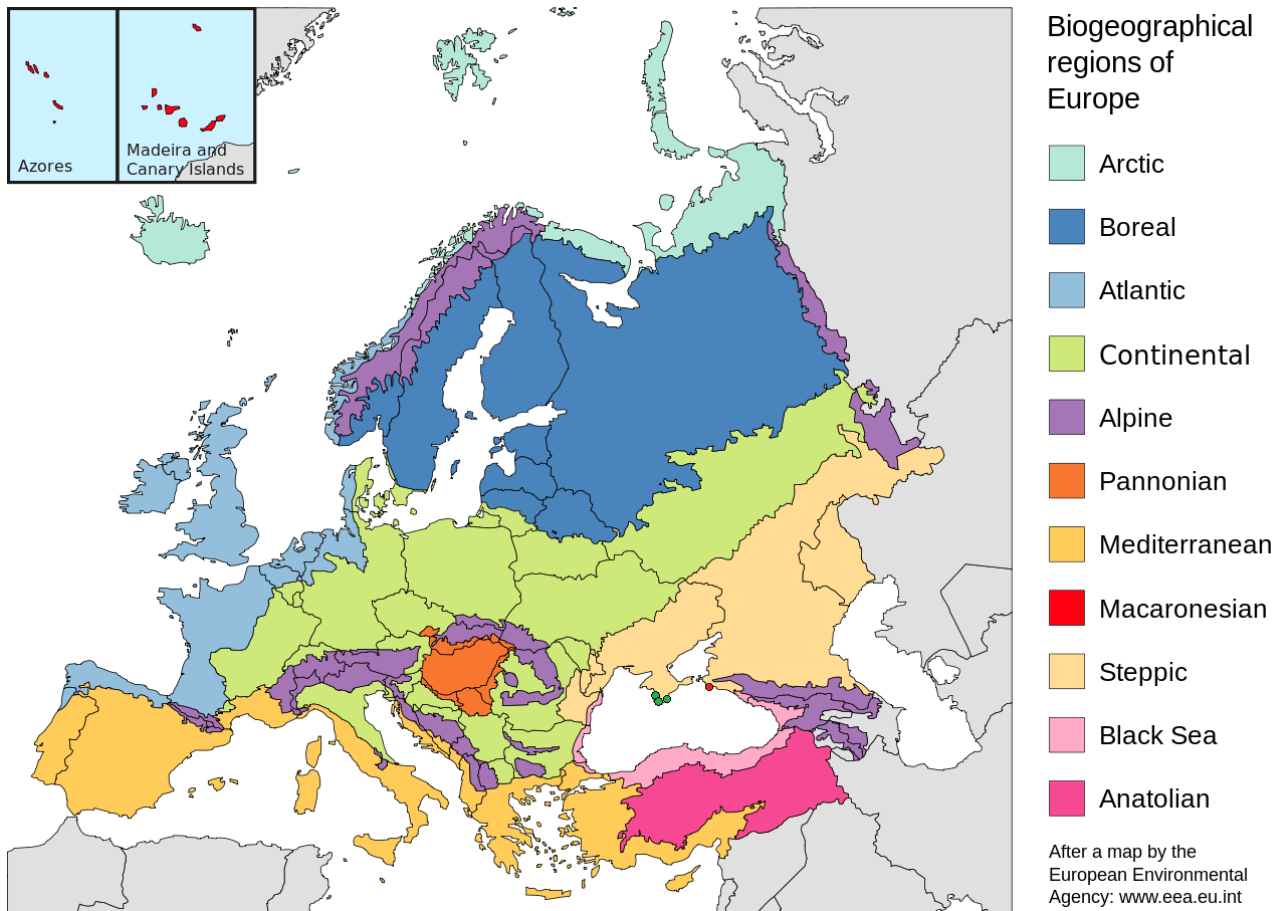 Azores
Madeira and
Canary Islands
Biogeographical
regions of
Europe
Arctic
Boreal
Atlantic
Continental
Alpine
Pannonian
Mediterranean
Macaronesian
Steppic
Black Sea
Anatolian
After a map by the
European Environmental
Agency: www.eea.eu.int